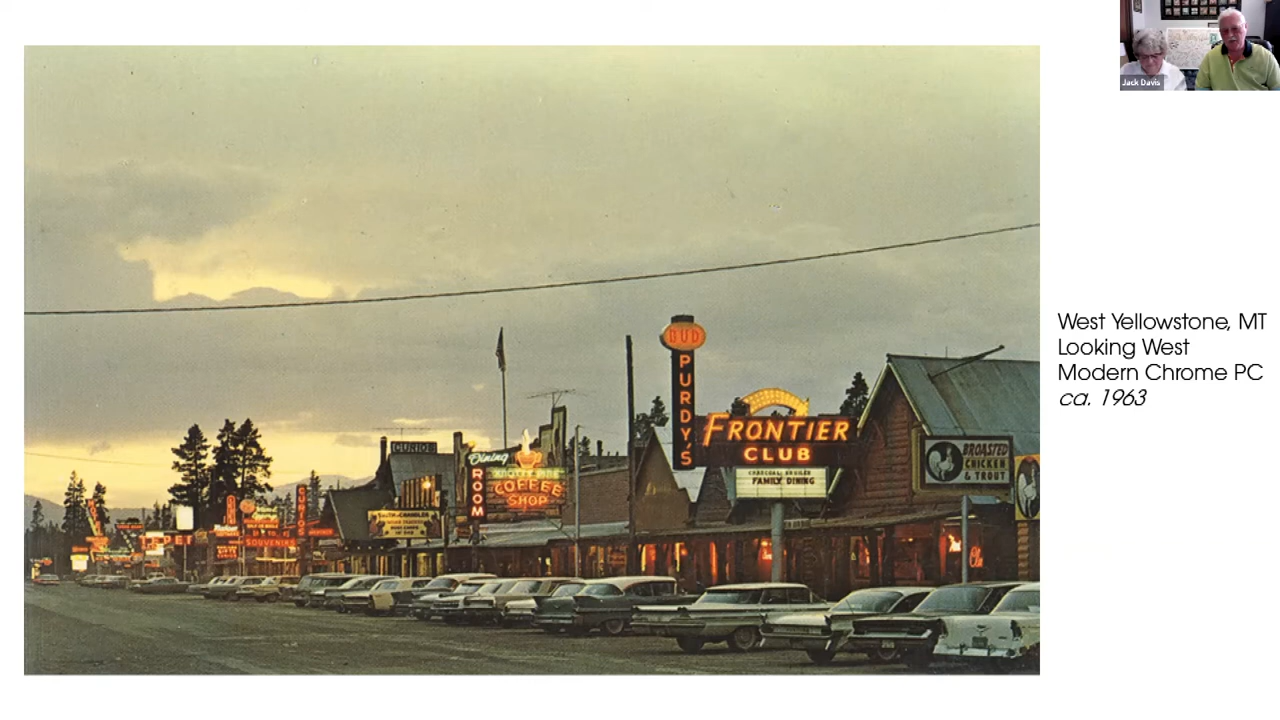 Jack Davis
BUD
PURDY'S
FRONTIER
CLUB
FAMILY DINING
BROASTED
CHICKEN
& TROUT
CURIOS
Dining
ROOM
COFFEE
SHOP
CURIOS
SOUVENIRS
West Yellowstone, MT
Looking West
Modern Chrome PC
ca. 1963